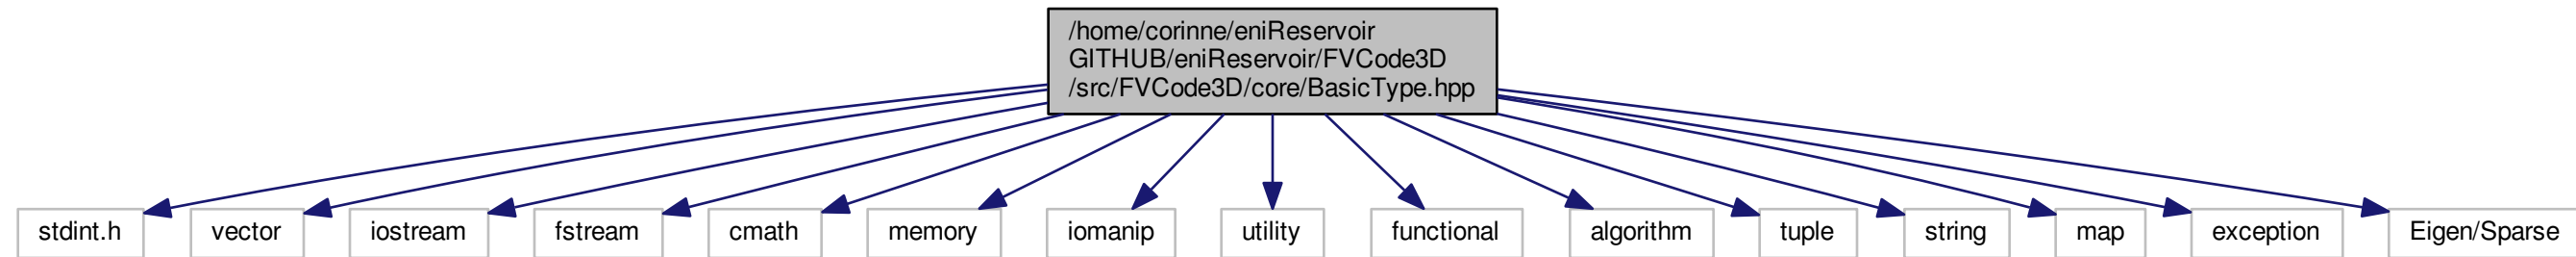 /home/corinne/eniReservoir
GITHUB/eniReservoir/FVCode3D
/src/FVCode3D/core/BasicType.hpp
stdint.h
vector
iostream
fstream
cmath
memory
iomanip
utility
functional
algorithm
tuple
string
map
exception
Eigen/Sparse